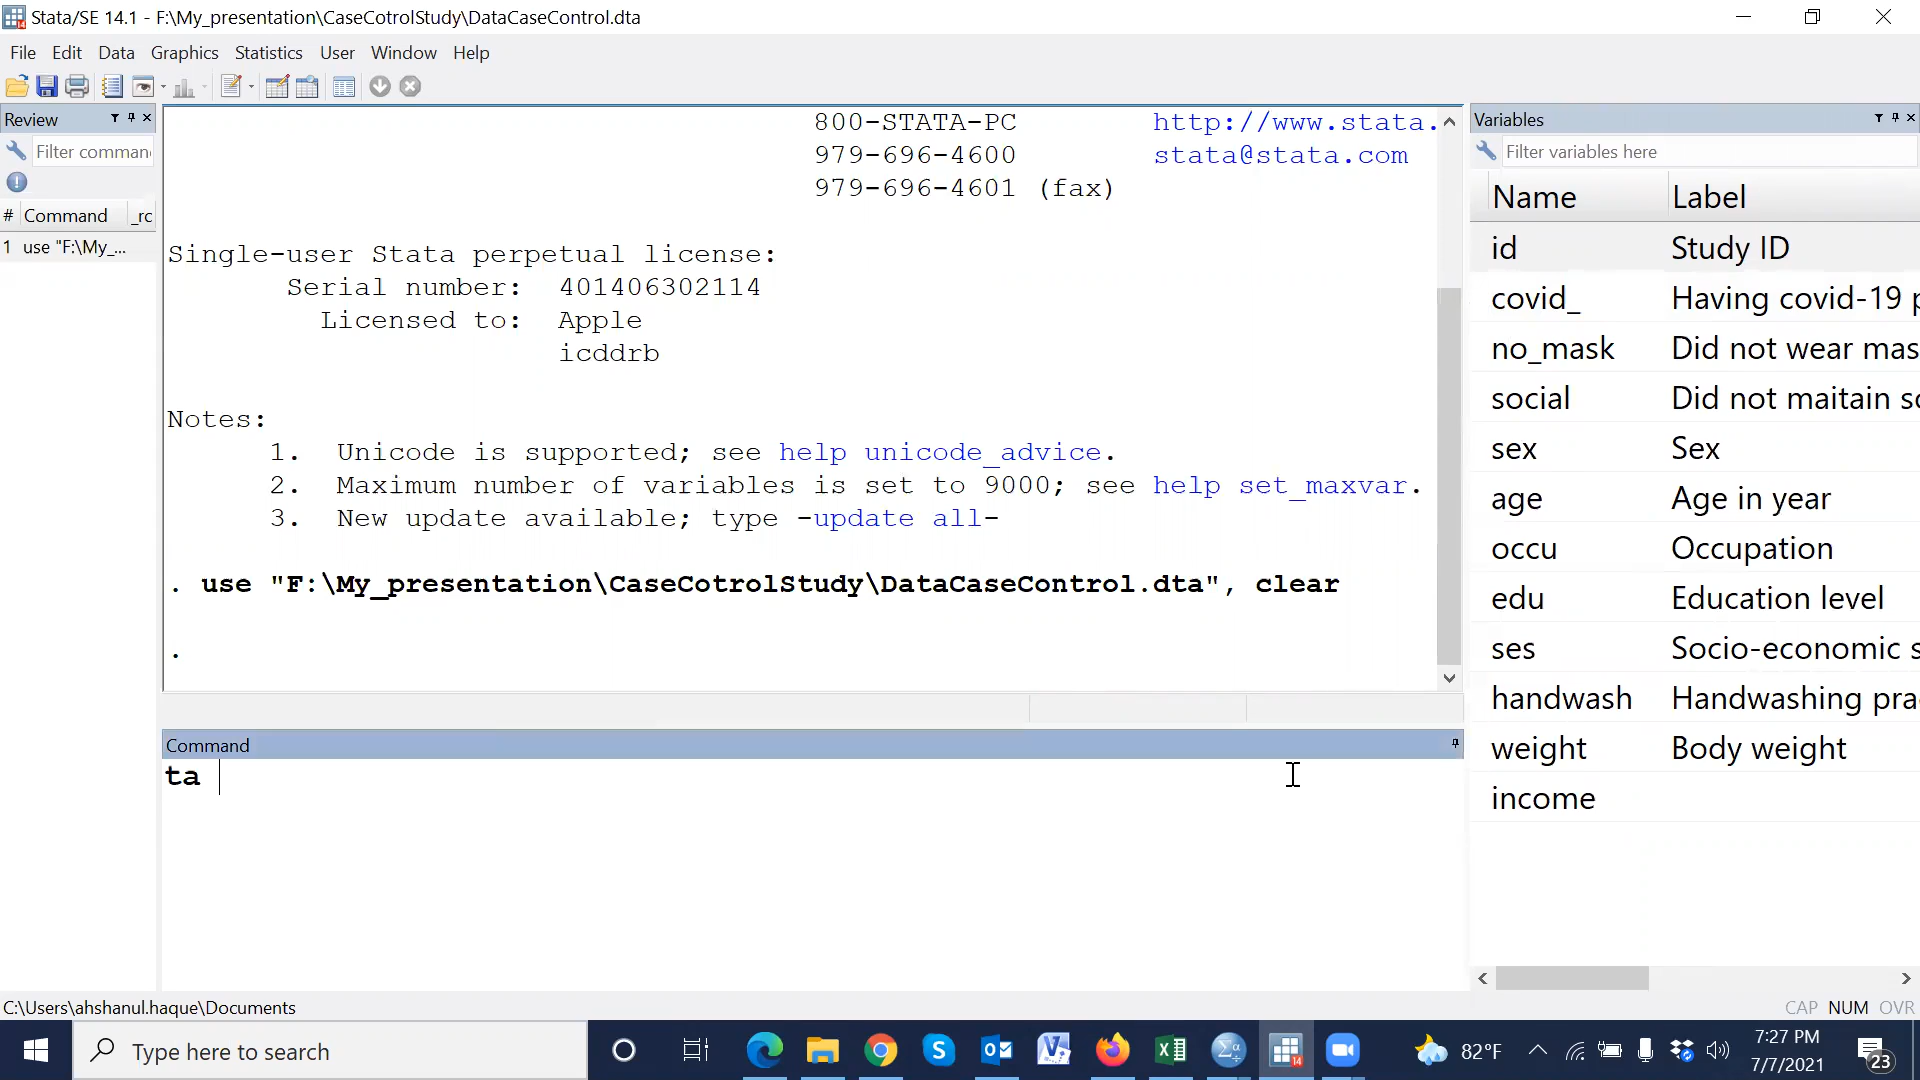 Stata/SE 14.1 - F:\My_presentation\CaseCotrolStudy\DataCaseControl.dta
File Edit Data Graphics Statistics User Window Help
Review
Filter comman
# Command _rc
1 use "F:\My_...
800-STATA-PC http://www.stata.
979-696-4600 stata@stata.com
979-696-4601 (fax)
Single-user Stata perpetual license:
Serial number: 401406302114
Licensed to: Apple
icddrb
Notes:
1. Unicode is supported; see help unicode_advice.
2. Maximum number of variables is set to 9000; see help set_maxvar.
3. New update available; type -update all-
. use "F:\My_presentation\CaseCotrolStudy\DataCaseControl.dta", clear
.
Command
ta
Variables
Filter variables here
Name Label
id Study ID
covid_ Having covid-19 p
no_mask Did not wear mas
social Did not maitain so
sex Sex
age Age in year
occu Occupation
edu Education level
ses Socio-economic s
handwash Handwashing pra
weight Body weight
income
C:\Users\ahshanul.haque\Documents
CAP NUM OVR
Type here to search
82°F
7:27 PM
7/7/2021
23